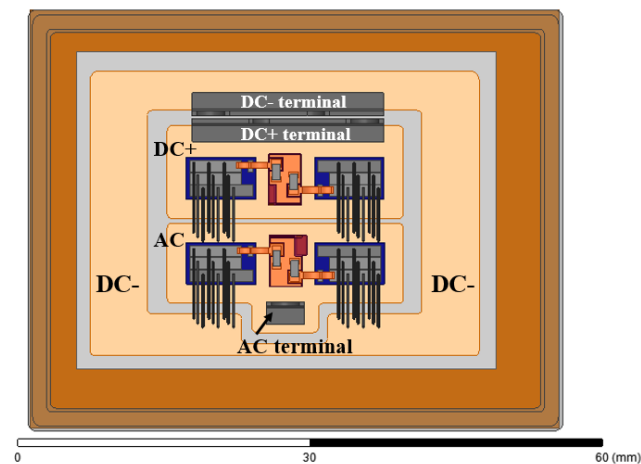 DC- terminal
DC+ terminal
DC+
AC
DC- DC-
AC terminal
0 30 60 (mm)